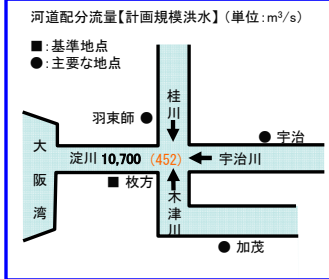 河道配分流量【計画規模洪水】(単位:m³/s)
■:基準地点
●:主要な地点
桂川
羽束師 ●
● 宇治
大阪湾
淀川 10,700 (452)
宇治川
■ 枚方
木津川
● 加茂